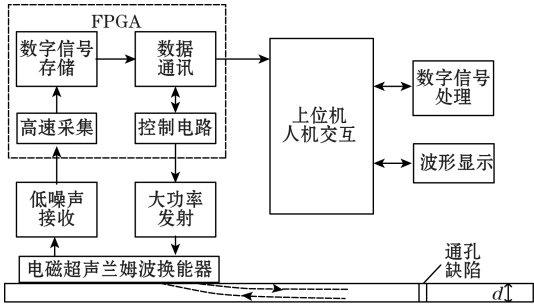 FPGA
数字信号
存储
数据
通讯
高速采集
控制电路
上位机
人机交互
数字信号
处理
波形显示
低噪声
接收
大功率
发射
电磁超声兰姆波换能器
通孔
缺陷
d